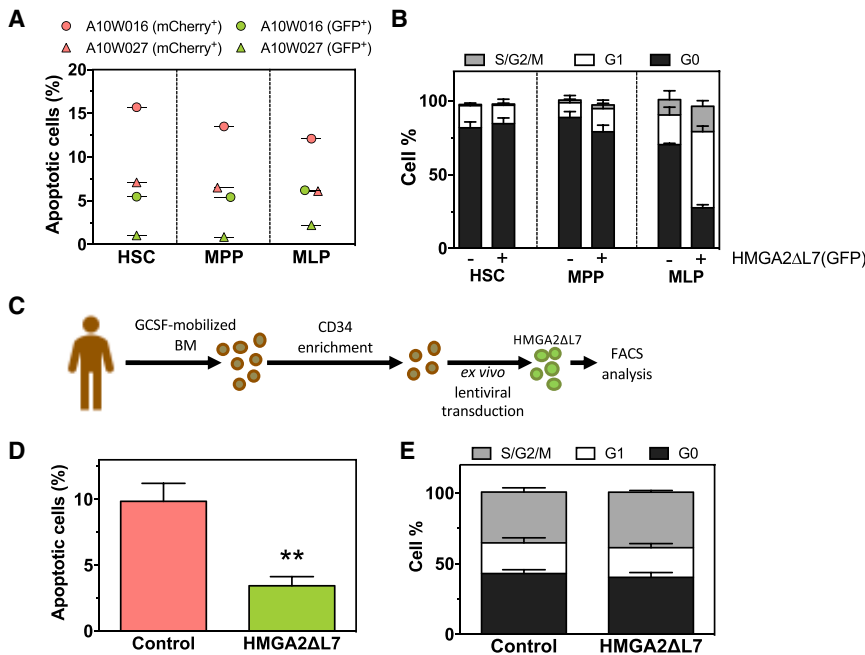 A
A10W016 (mCherry+)
A10W016 (GFP+)
A10W027 (mCherry+)
A10W027 (GFP+)
Apoptotic cells (%)
20
15
10
5
0
HSC
MPP
MLP
B
S/G2/M
G1
G0
Cell %
100
50
0
- + - + - + HMGA2ΔL7(GFP)
HSC
MPP
MLP
C
GCSF-mobilized
BM
CD34
enrichment
HMGA2ΔL7
ex vivo
lentiviral
transduction
FACS
analysis
D
Apoptotic cells (%)
10
5
0
**
Control
HMGA2ΔL7
E
S/G2/M
G1
G0
Cell %
100
50
0
Control
HMGA2ΔL7